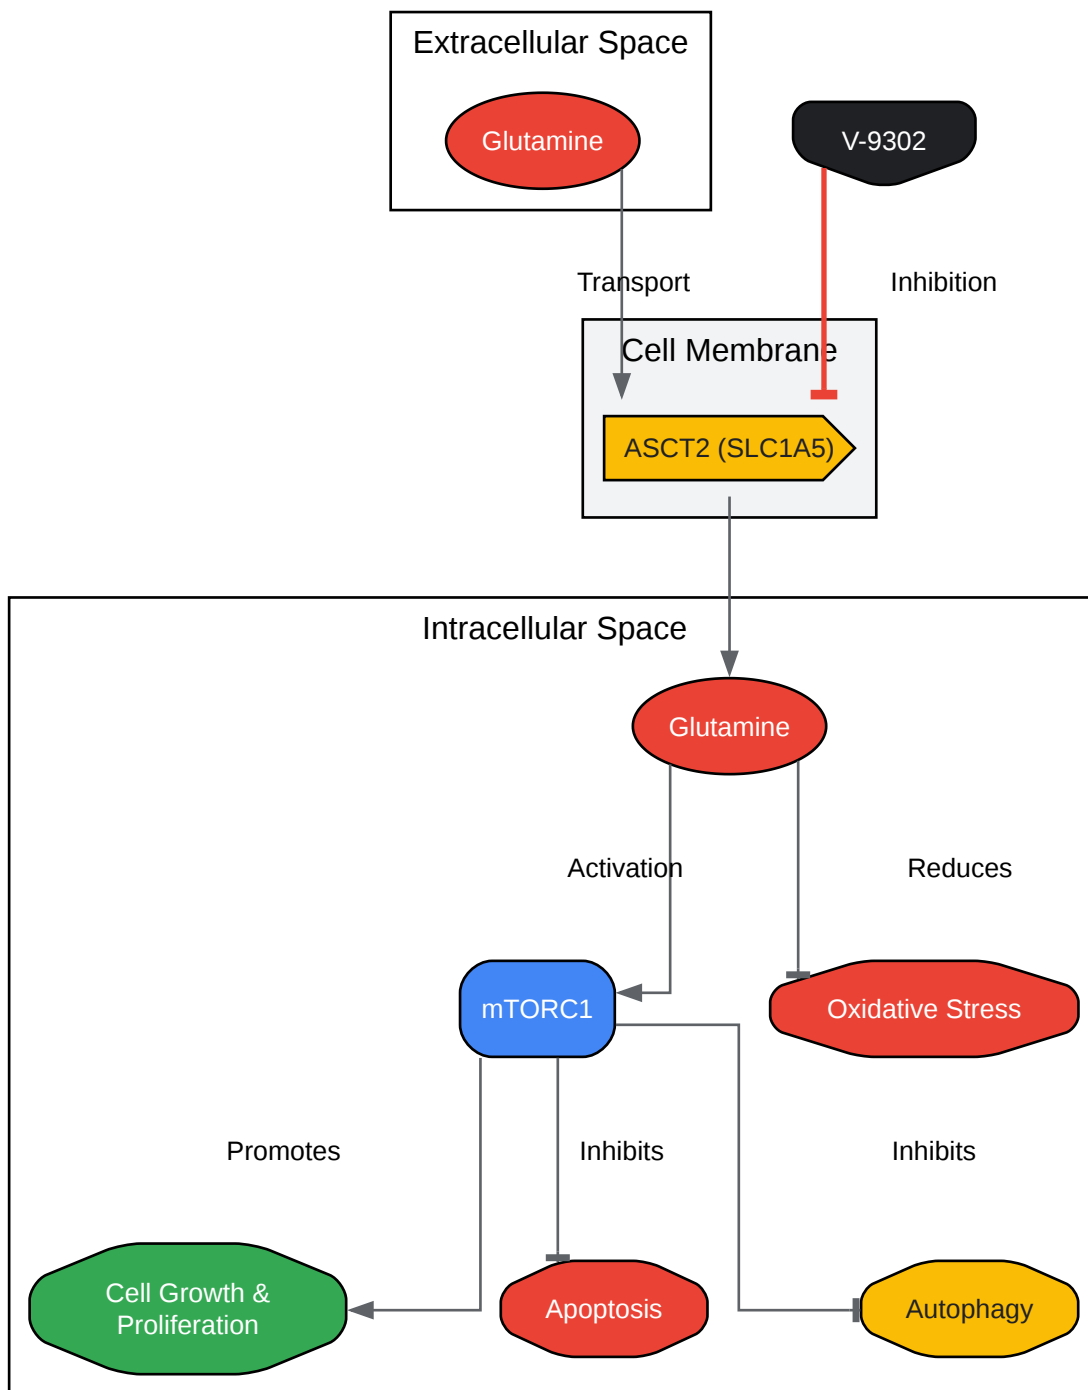 Extracellular Space
Glutamine
V-9302
Transport
Inhibition
Cell Membrane
ASCT2 (SLC1A5)
Intracellular Space
Glutamine
Activation
Reduces
mTORC1
Oxidative Stress
Promotes
Inhibits
Inhibits
Cell Growth &
Proliferation
Apoptosis
Autophagy